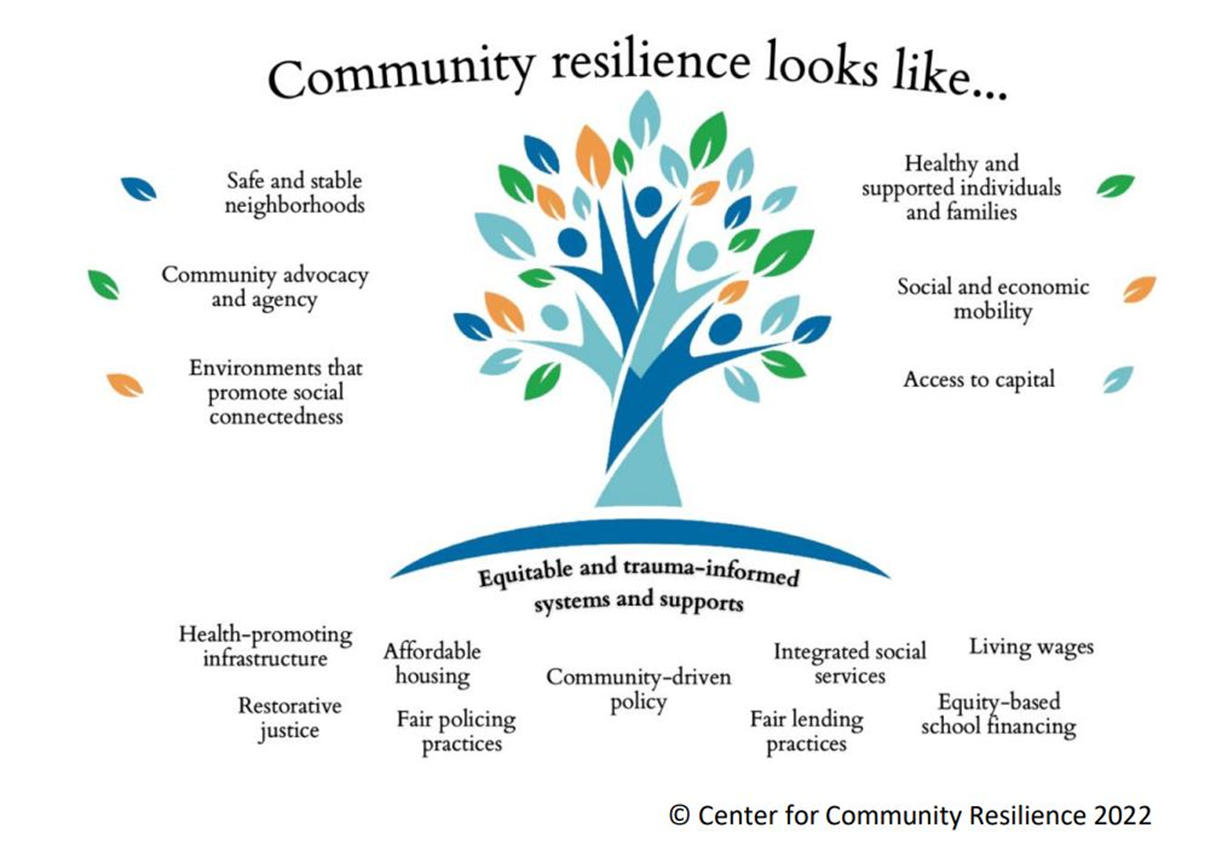 Community resilience looks like...
Safe and stable
neighborhoods
Community advocacy
and agency
Environments that
promote social
connectedness
Healthy and
supported individuals
and families
Social and economic
mobility
Access to capital
Equitable and trauma-informed
systems and supports
Health-promoting
infrastructure
Affordable
housing
Community-driven
policy
Integrated social
services
Living wages
Restorative
justice
Fair policing
practices
Fair lending
practices
Equity-based
school financing
© Center for Community Resilience 2022